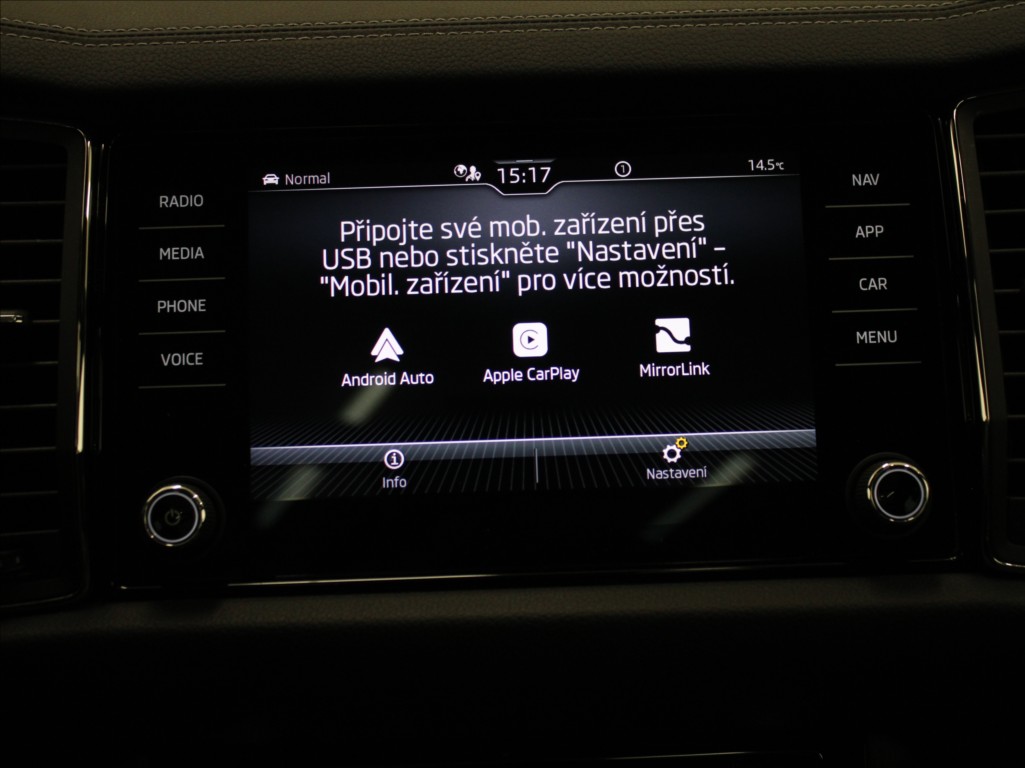 Normal
15:17
1
14.5°C
RADIO
MEDIA
PHONE
VOICE
Připojte své mob. zařízení přes
USB nebo stiskněte "Nastavení" –
"Mobil. zařízení" pro více možností.
Android Auto
Apple CarPlay
MirrorLink
Info
Nastavení
NAV
APP
CAR
MENU